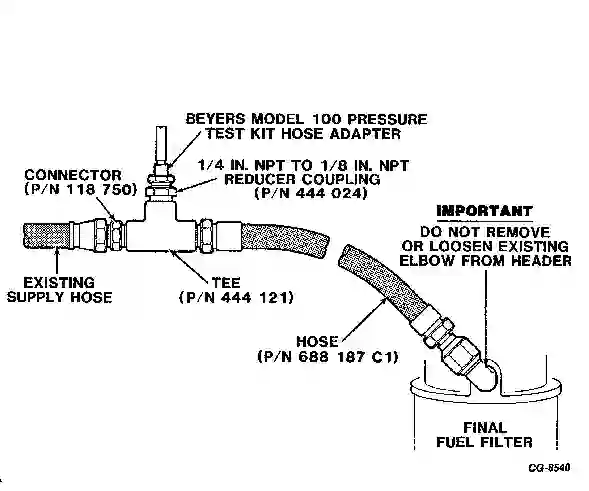 BEYERS MODEL 100 PRESSURE
TEST KIT HOSE ADAPTER
1/4 IN. NPT TO 1/8 IN. NPT
REDUCER COUPLING
(P/N 444 024)
CONNECTOR
(P/N 118 750)
IMPORTANT
DO NOT REMOVE
OR LOOSEN EXISTING
ELBOW FROM HEADER
EXISTING
SUPPLY HOSE
TEE
(P/N 444 121)
HOSE
(P/N 688 187 C1)
FINAL
FUEL FILTER
CG-8540